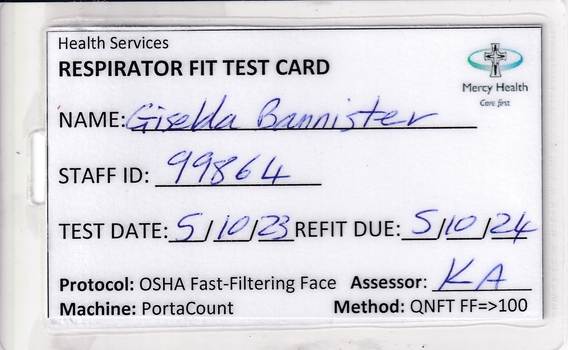 Health Services
RESPIRATOR FIT TEST CARD
Mercy Health
Care first
NAME: Giselda Bannister
STAFF ID: 99864
TEST DATE: 5/10/23 REFIT DUE: 5/10/24
Protocol: OSHA Fast-Filtering Face Assessor: KA
Machine: PortaCount Method: QNFT FF=>100